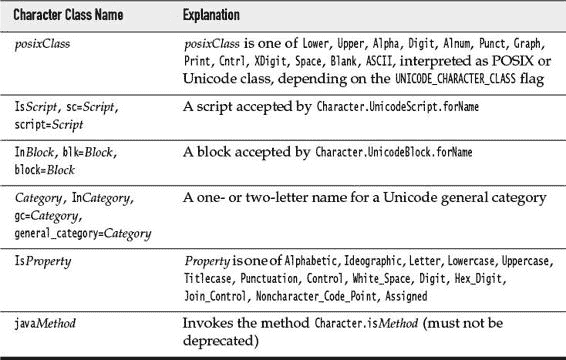 Character Class Name Explanation
posixClass posixClass is one of Lower, Upper, Alpha, Digit, Alnum, Punct, Graph,
Print, Cntrl, XDigit, Space, Blank, ASCII, interpreted as POSIX or
Unicode class, depending on the UNICODE_CHARACTER_CLASS flag
IsScript, sc=Script, A script accepted by Character.UnicodeScript.forName
script=Script
InBlock, blk=Block, A block accepted by Character.UnicodeBlock.forName
block=Block
Category, InCategory, A one- or two-letter name for a Unicode general category
gc=Category,
general_category=Category
IsProperty Property is one of Alphabetic, Ideographic, Letter, Lowercase, Uppercase,
Titlecase, Punctuation, Control, White_Space, Digit, Hex_Digit,
Join_Control, Noncharacter_Code_Point, Assigned
javaMethod Invokes the method Character.isMethod (must not be
deprecated)